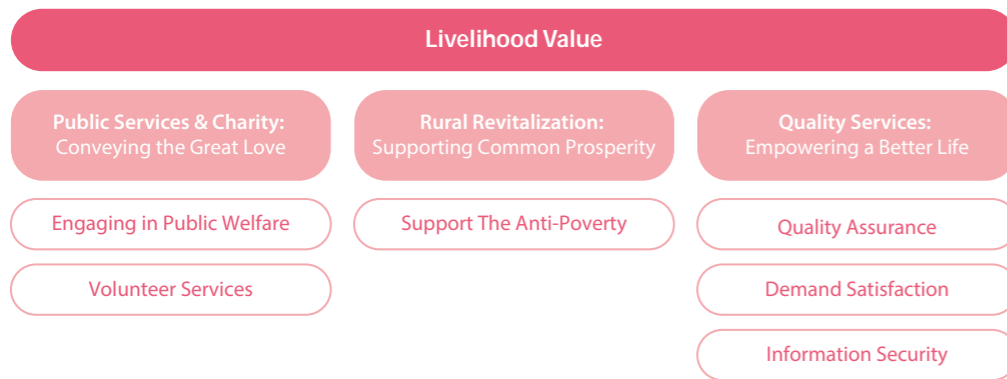 Livelihood Value
Public Services & Charity:
Conveying the Great Love
Engaging in Public Welfare
Volunteer Services
Rural Revitalization:
Supporting Common Prosperity
Support The Anti-Poverty
Quality Services:
Empowering a Better Life
Quality Assurance
Demand Satisfaction
Information Security